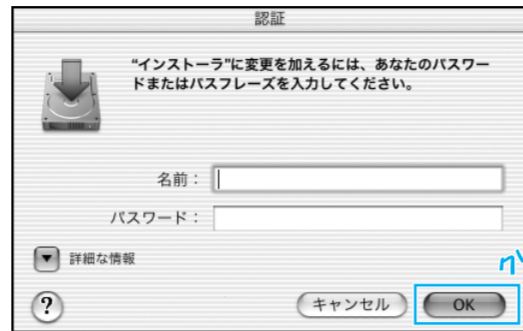 認証
"インストーラ"に変更を加えるには、あなたのパスワー
ドまたはパスフレーズを入力してください。
名前：
パスワード：
詳細な情報
?
キャンセル
OK